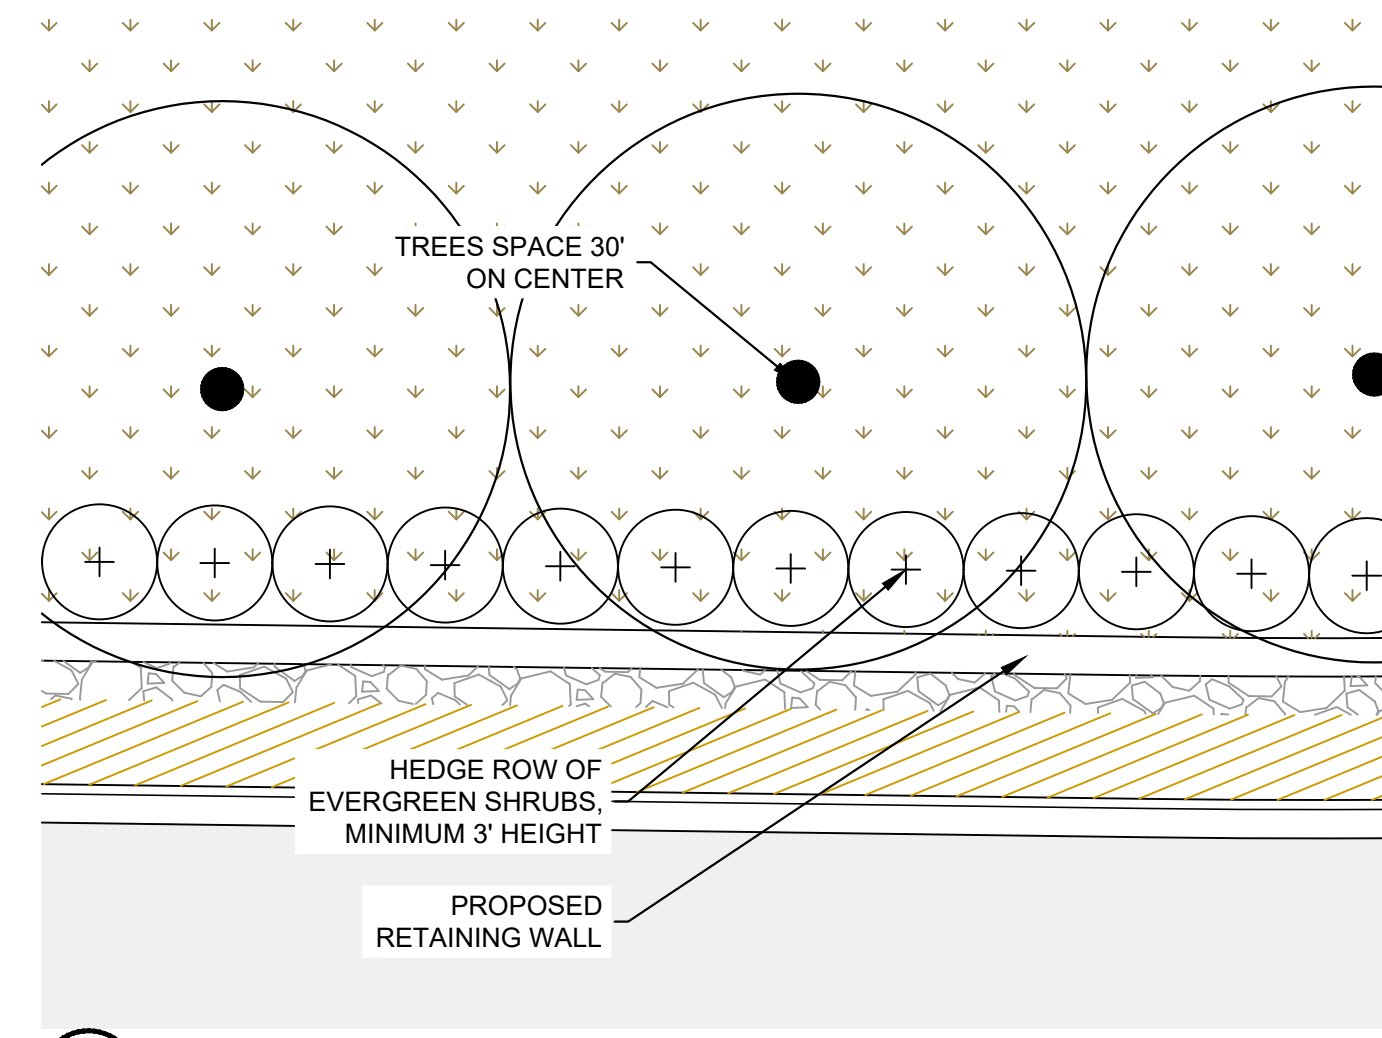 TREES SPACE 30'
ON CENTER
HEDGE ROW OF
EVERGREEN SHRUBS,
MINIMUM 3' HEIGHT
PROPOSED
RETAINING WALL